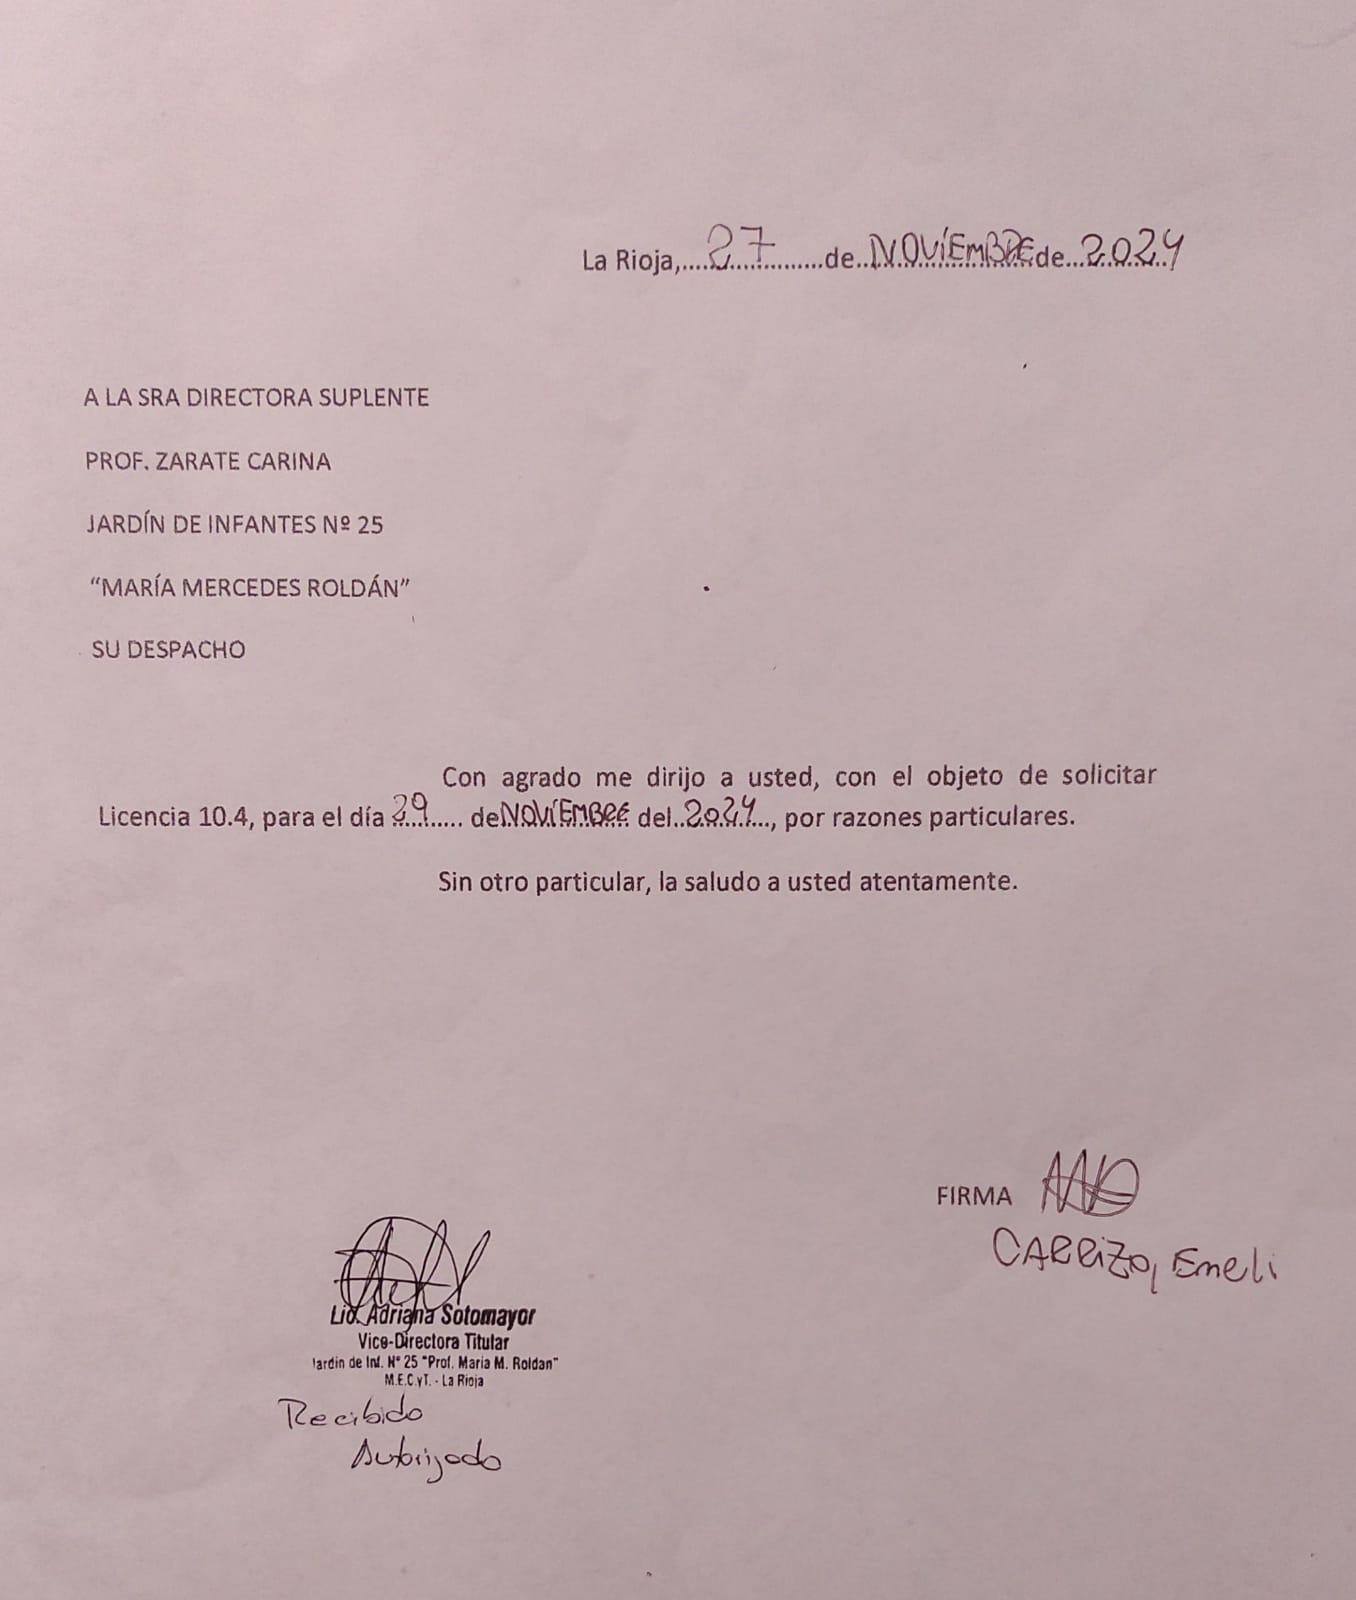 La Rioja,....27............de..NOVIEMBRE de...2024
A LA SRA DIRECTORA SUPLENTE
PROF. ZARATE CARINA
JARDÍN DE INFANTES Nº 25
“MARÍA MERCEDES ROLDÁN”
SU DESPACHO
Con agrado me dirijo a usted, con el objeto de solicitar
Licencia 10.4, para el día 29...... de NOVIEMBRE del..2024..., por razones particulares.
Sin otro particular, la saludo a usted atentamente.
FIRMA
CARRIZO, Emeli
Lic. Adriana Sotomayor
Vice-Directora Titular
Jardin de Inf. N° 25 "Prof. Maria M. Roldan"
M.E.C.yT. - La Rioja
Recibido
Autorizado